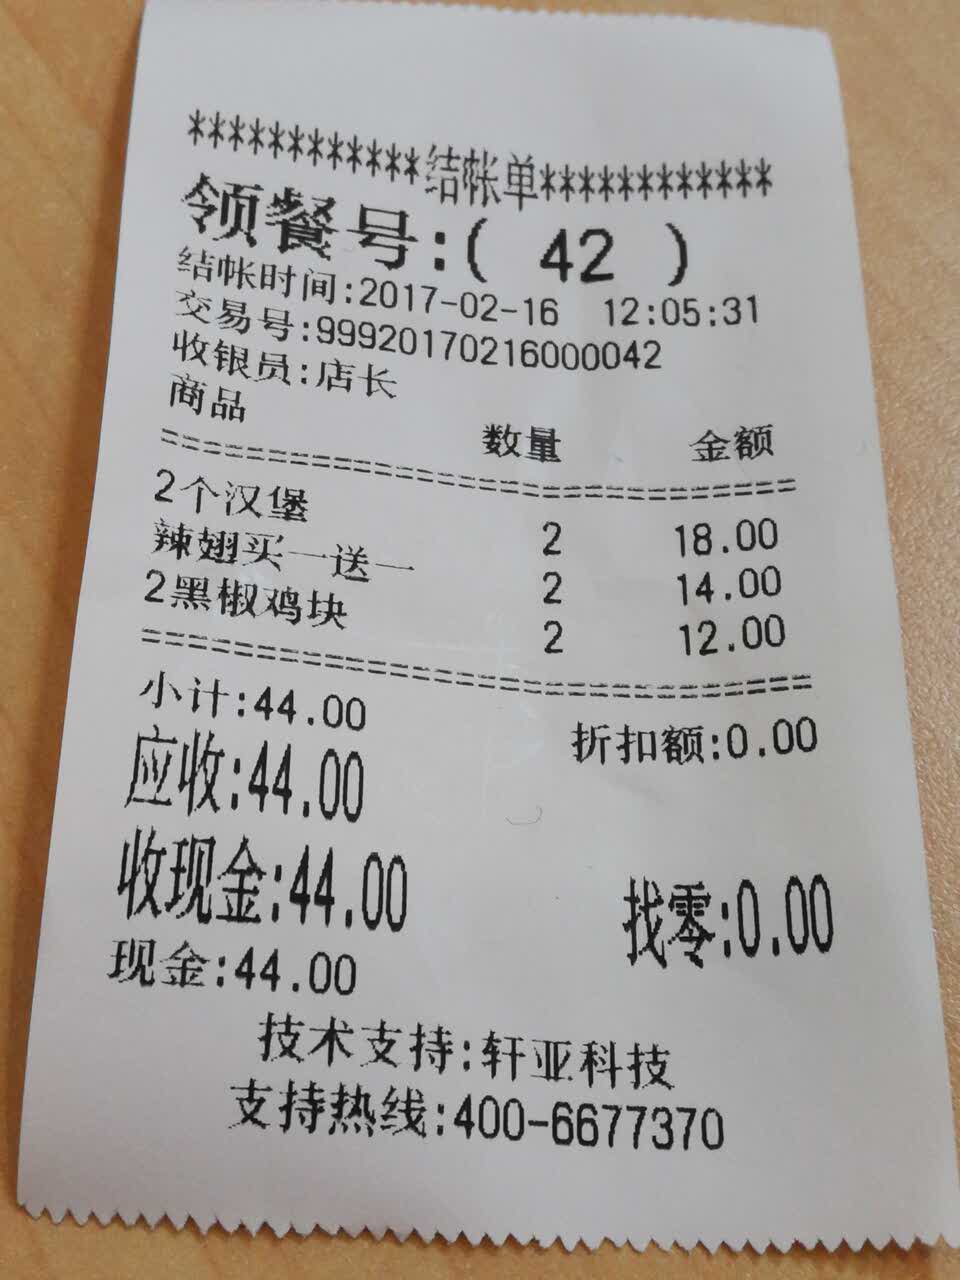 ************结帐单************
领餐号:( 42 )
结帐时间:2017-02-16 12:05:31
交易号:99920170216000042
收银员:店长
商品 数量 金额
================================
2个汉堡 2 18.00
辣翅买一送一 2 14.00
2黑椒鸡块 2 12.00
================================
小计:44.00 折扣额:0.00
应收:44.00
收现金:44.00 找零:0.00
现金:44.00
技术支持:轩亚科技
支持热线:400-6677370